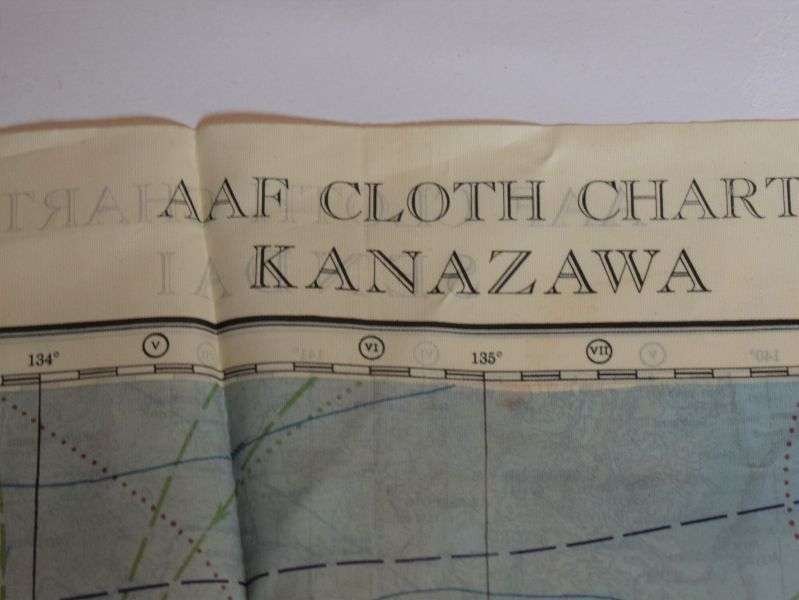 AAF CLOTH CHART
KANAZAWA
134° V VI 135° VII